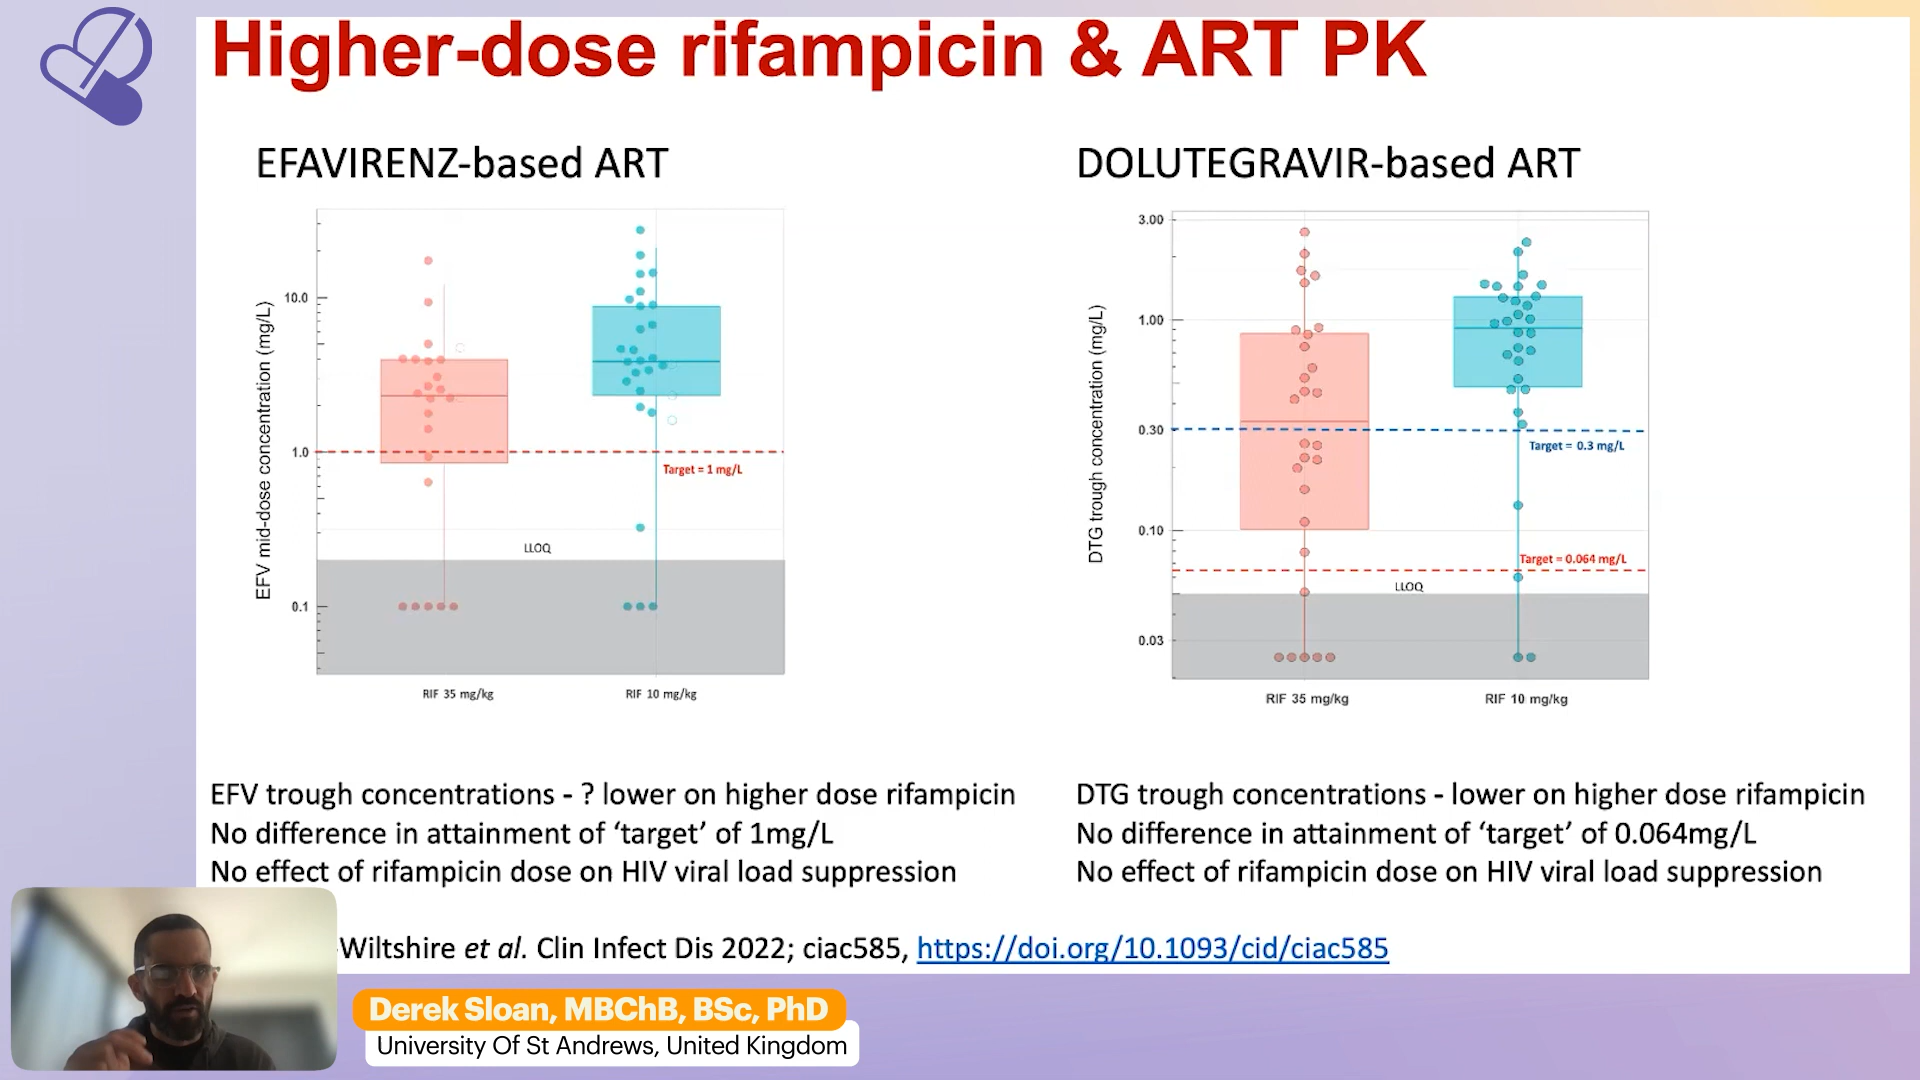 Higher-dose rifampicin & ART PK
EFAVIRENZ-based ART
EFV mid-dose concentration (mg/L)
10.0
1.0
0.1
Target = 1 mg/L
LLOQ
RIF 35 mg/kg
RIF 10 mg/kg
DOLUTEGRAVIR-based ART
DTG trough concentration (mg/L)
3.00
1.00
0.30
0.10
0.03
Target = 0.3 mg/L
Target = 0.064 mg/L
LLOQ
RIF 35 mg/kg
RIF 10 mg/kg
EFV trough concentrations - ? lower on higher dose rifampicin
No difference in attainment of ‘target’ of 1mg/L
No effect of rifampicin dose on HIV viral load suppression
DTG trough concentrations - lower on higher dose rifampicin
No difference in attainment of ‘target’ of 0.064mg/L
No effect of rifampicin dose on HIV viral load suppression
-Wiltshire et al. Clin Infect Dis 2022; ciac585, https://doi.org/10.1093/cid/ciac585
Derek Sloan, MBChB, BSc, PhD
University Of St Andrews, United Kingdom